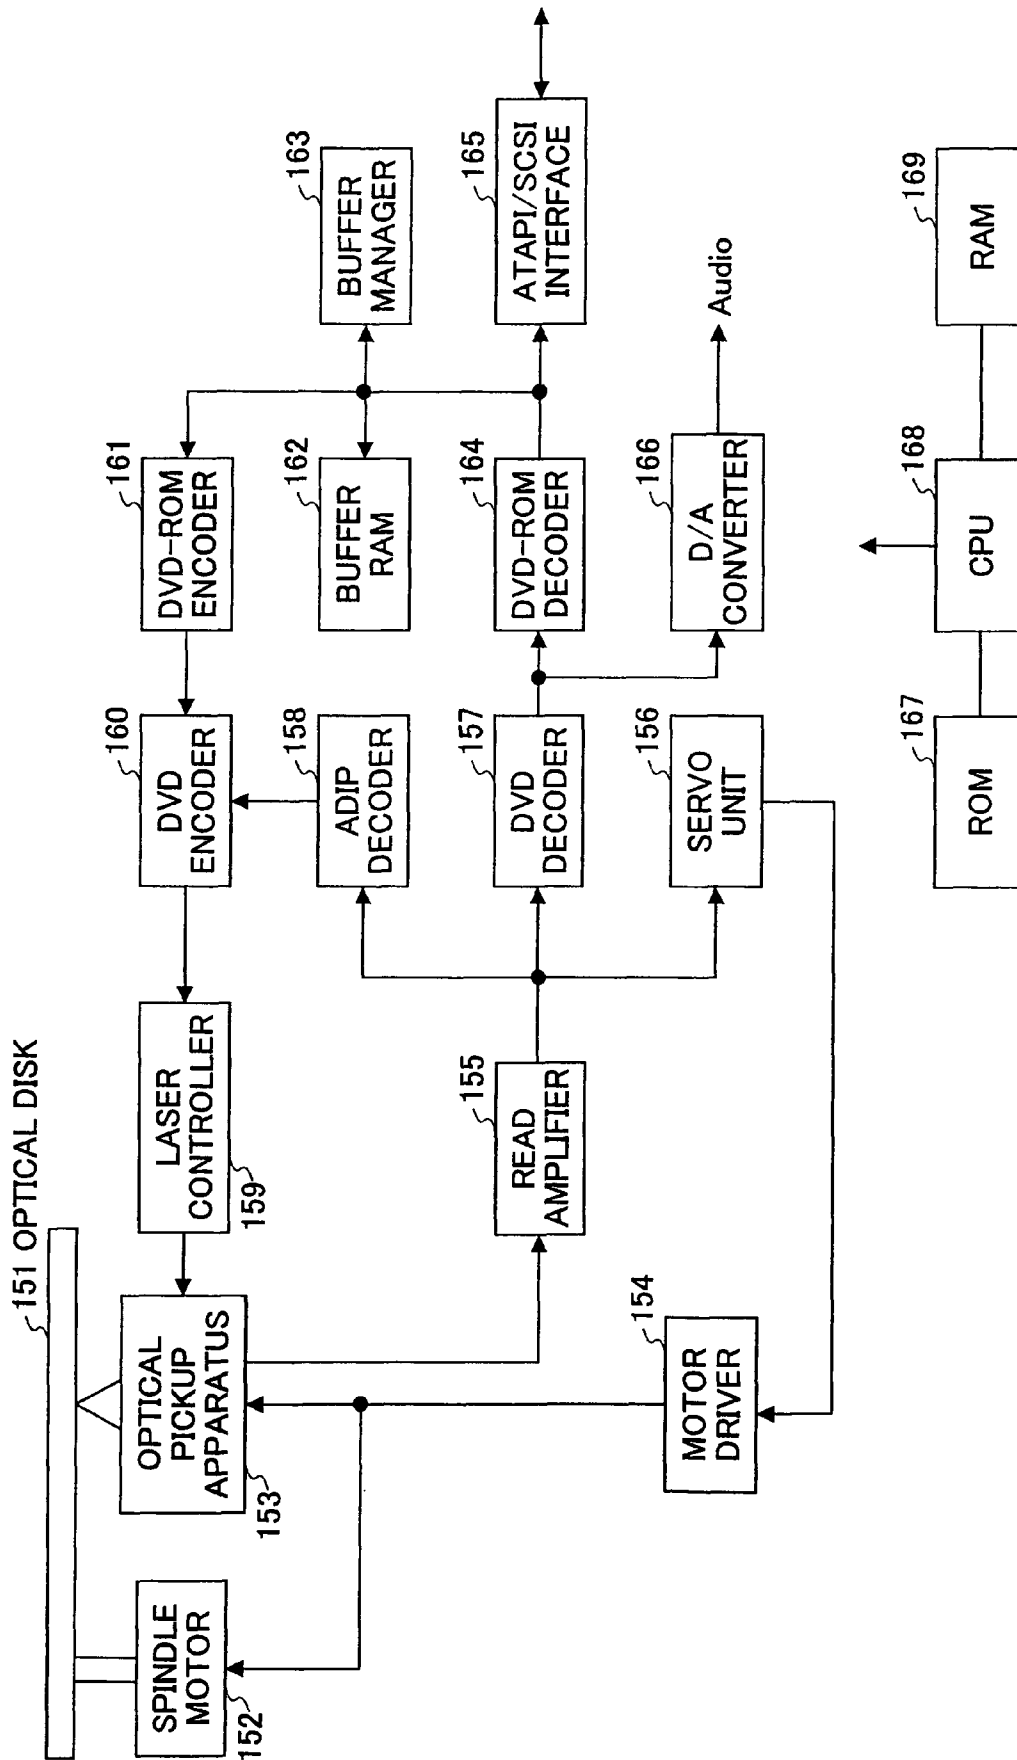 151 OPTICAL DISK
SPINDLE
MOTOR
152
OPTICAL
PICKUP
APPARATUS
153
LASER
CONTROLLER
159
160
DVD
ENCODER
161
DVD-ROM
ENCODER
158
ADIP
DECODER
162
BUFFER
RAM
163
BUFFER
MANAGER
155
READ
AMPLIFIER
157
DVD
DECODER
164
DVD-ROM
DECODER
165
ATAPI/SCSI
INTERFACE
154
MOTOR
DRIVER
156
SERVO
UNIT
166
D/A
CONVERTER
Audio
167
ROM
168
CPU
169
RAM